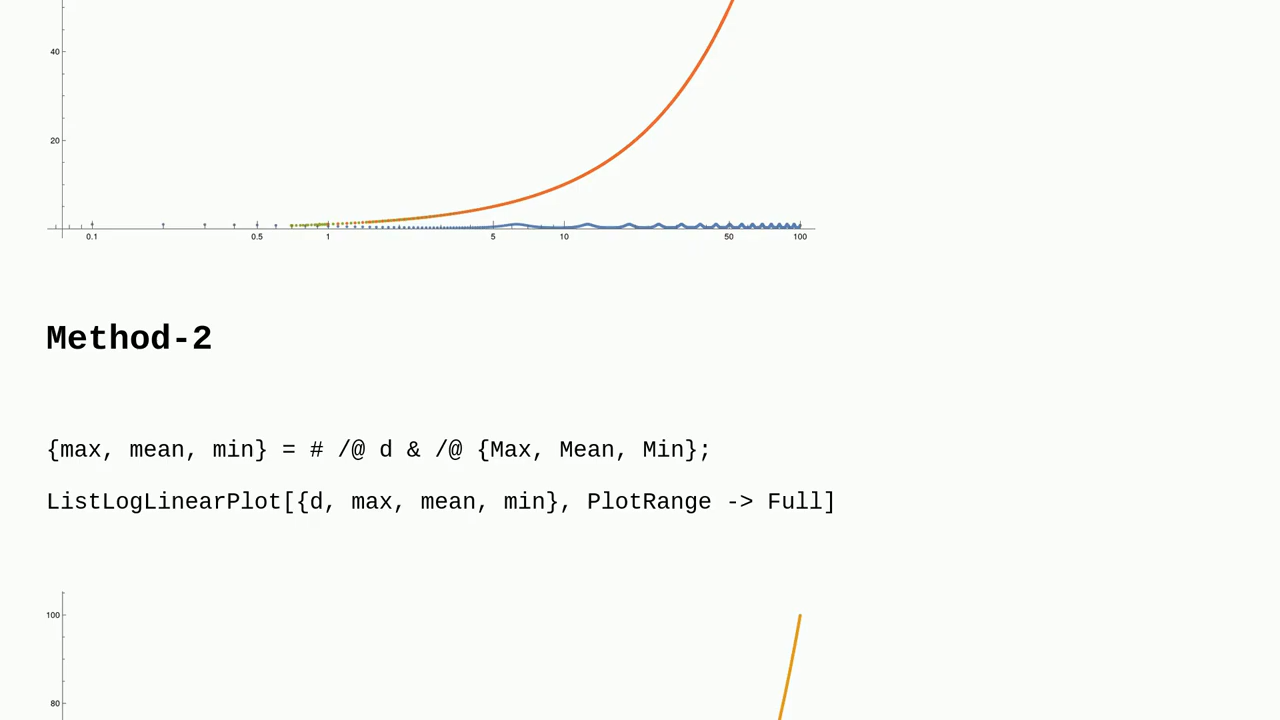 40
20
0.1 0.5 1 5 10 50 100
Method-2
{max, mean, min} = # /@ d & /@ {Max, Mean, Min};
ListLogLinearPlot[{d, max, mean, min}, PlotRange -> Full]
100
80